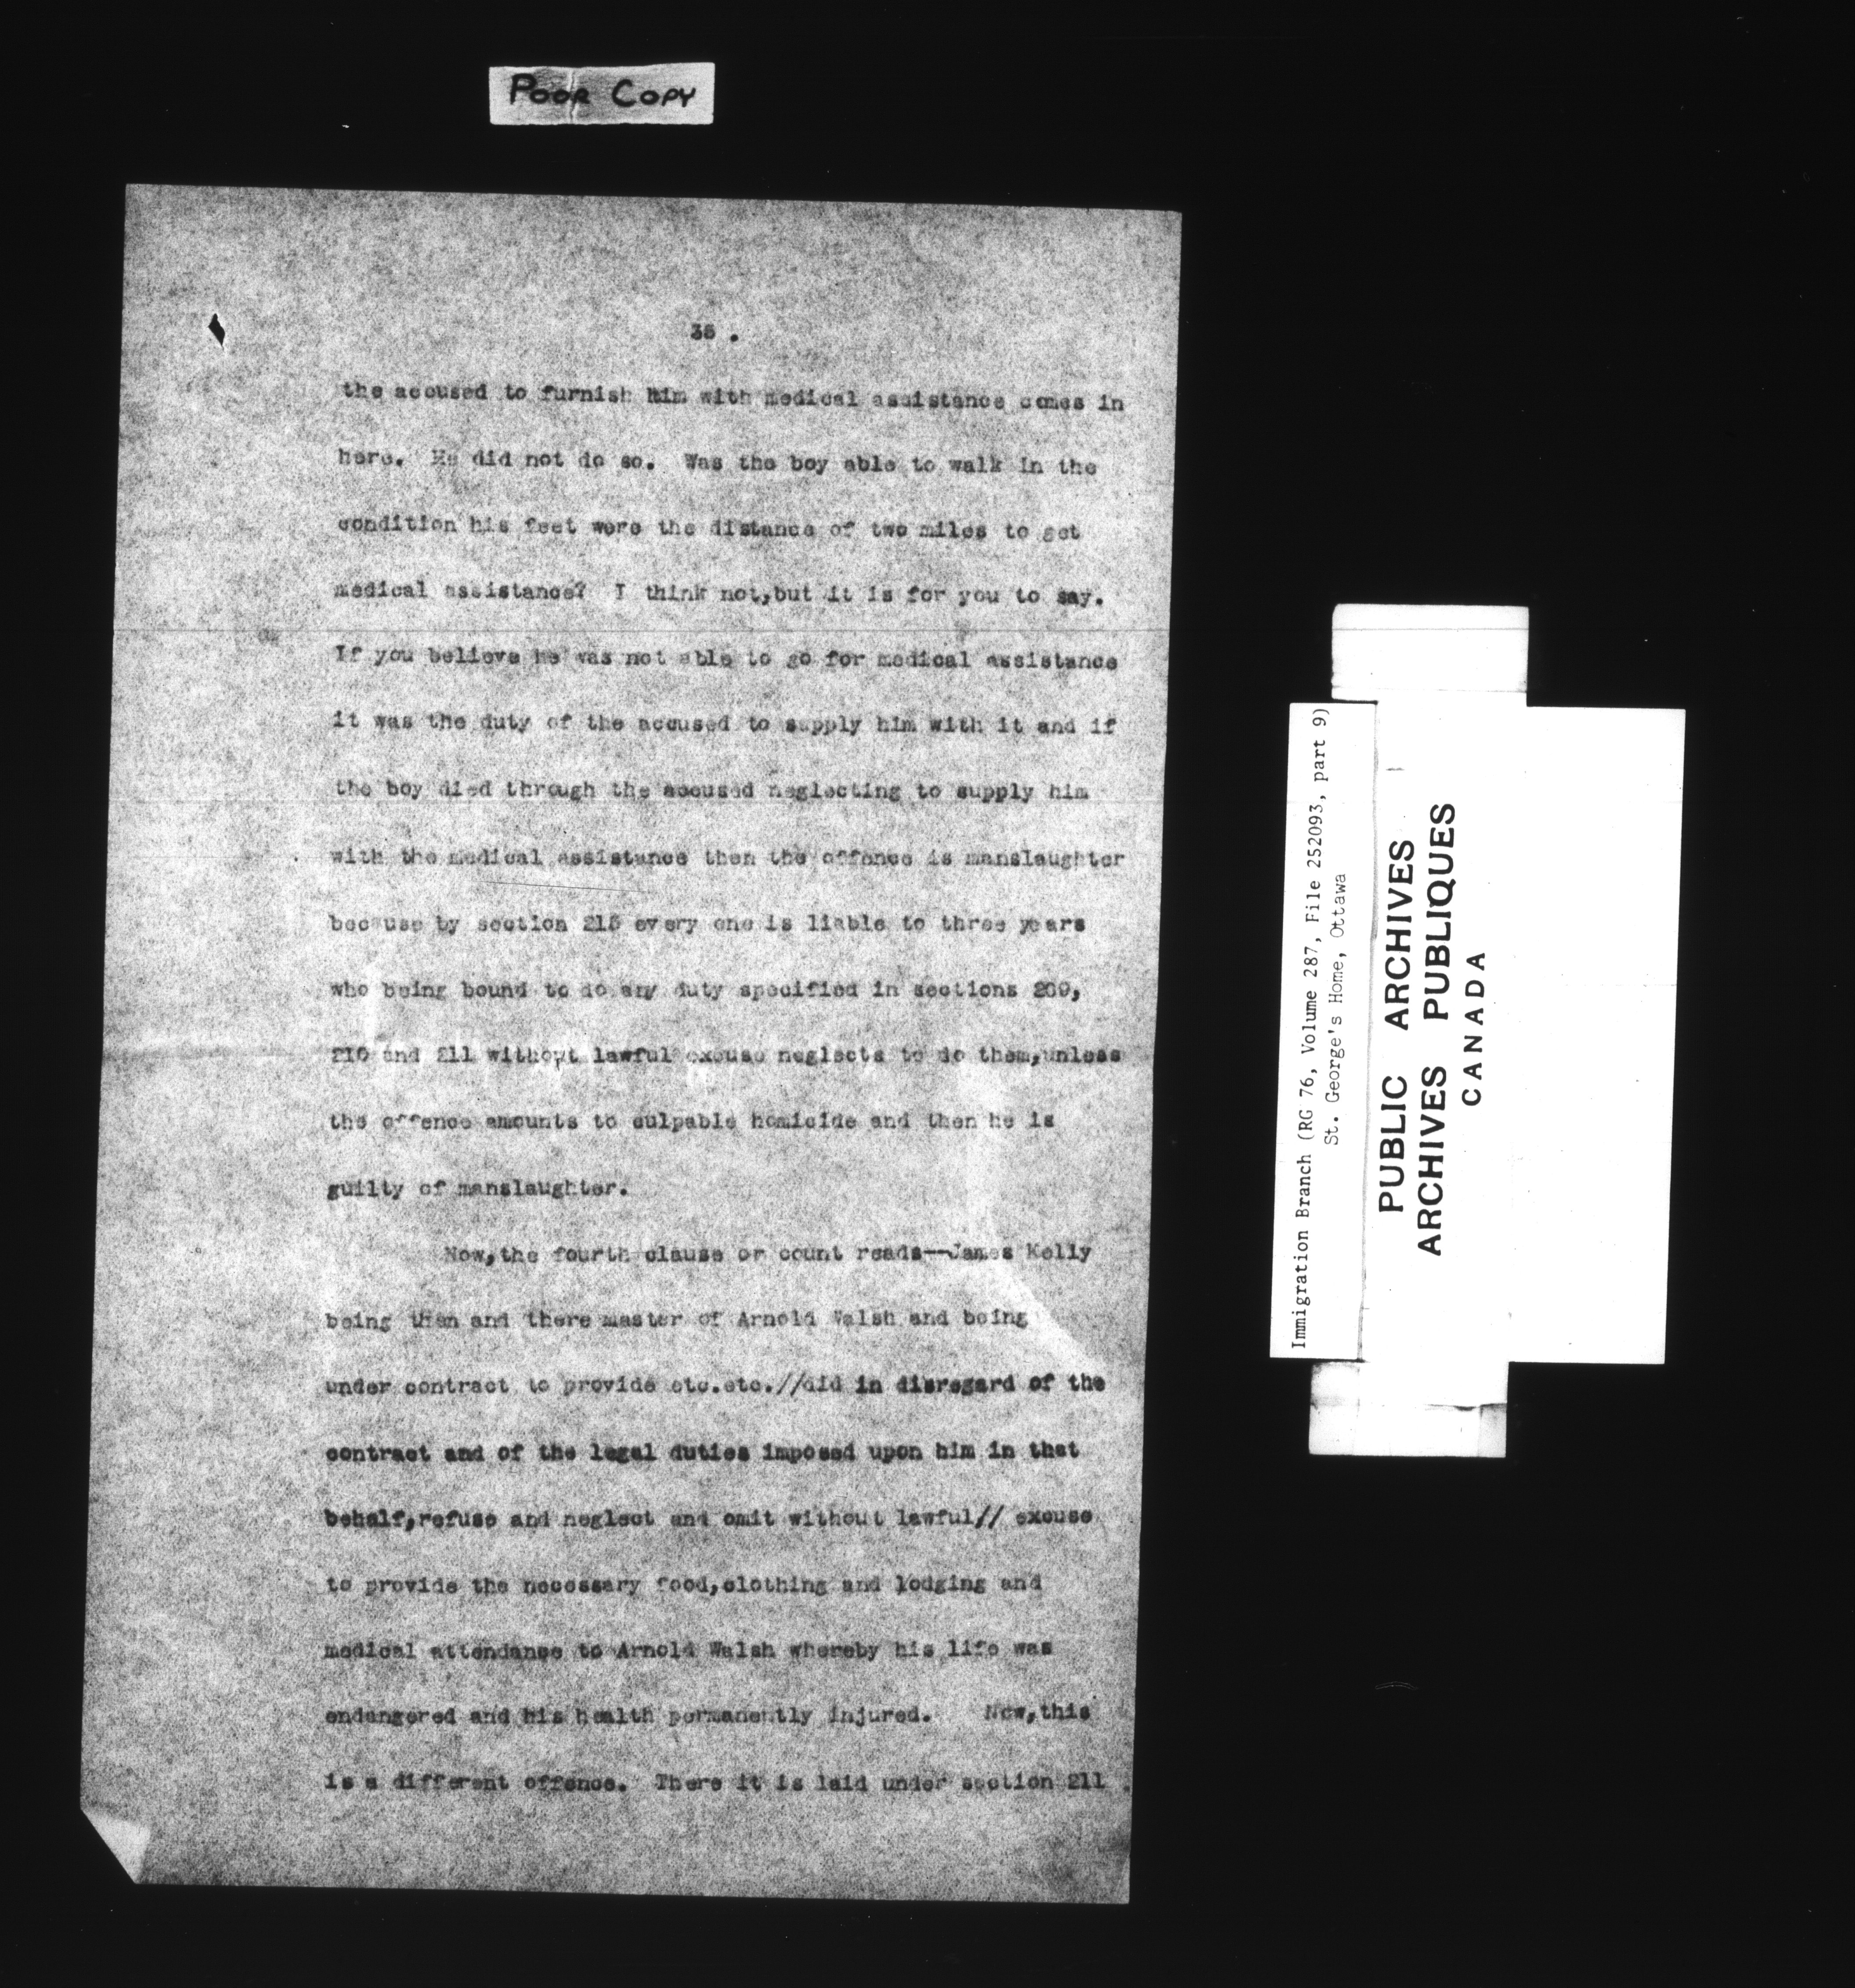 POOR COPY
35 .
the accused to furnish him with medical assistance comes in
here. He did not do so. Was the boy able to walk in the
condition his feet were the distance of two miles to get
medical assistance? I think not,but it is for you to say.
If you believe he was not able to go for medical assistance
it was the duty of the accused to supply him with it and if
the boy died through the accused neglecting to supply him
with the medical assistance then the offence is manslaughter
because by section 215 every one is liable to three years
who being bound to do any duty specified in sections 209,
210 and 211 without lawful excuse neglects to do them,unless
the offence amounts to culpable homicide and then he is
guilty of manslaughter.
Now,the fourth clause or count reads--James Kelly
being then and there master of Arnold Walsh and being
under contract to provide etc.etc.//did in disregard of the
contract and of the legal duties imposed upon him in that
behalf,refuse and neglect and omit without lawful// excuse
to provide the necessary food,clothing and lodging and
medical attendance to Arnold Walsh whereby his life was
endangered and his health permanently injured. Now,this
is a different offence. There it is laid under section 211 .
Immigration Branch (RG 76, Volume 287, File 252093, part 9)
St. George's Home, Ottawa
PUBLIC ARCHIVES
ARCHIVES PUBLIQUES
CANADA